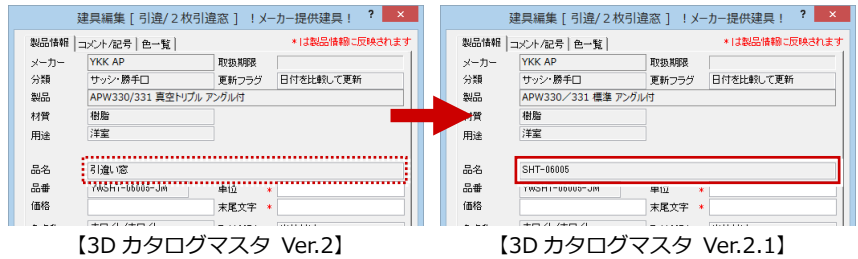 建具編集 [ 引違/２枚引違窓 ] ！メーカー提供建具！ ? ×
製品情報 コメント/記号 色一覧 *は製品情報に反映されます
メーカー YKK AP 取扱期限
分類 サッシ・勝手口 更新フラグ 日付を比較して更新
製品 APW330/331 真空トリプル アングル付
材質 樹脂
用途 洋室
品名 引違い窓
品番 YWSHT-06005-JM 単位 *
価格 末尾文字 *
【3D カタログマスタ Ver.2】
建具編集 [ 引違/２枚引違窓 ] ！メーカー提供建具！ ? ×
製品情報 コメント/記号 色一覧 *は製品情報に反映されます
メーカー YKK AP 取扱期限
分類 サッシ・勝手口 更新フラグ 日付を比較して更新
製品 APW330／331 標準 アングル付
材質 樹脂
用途 洋室
品名 SHT-06005
品番 YWSHT-06005-JM 単位 *
価格 末尾文字 *
【3D カタログマスタ Ver.2.1】